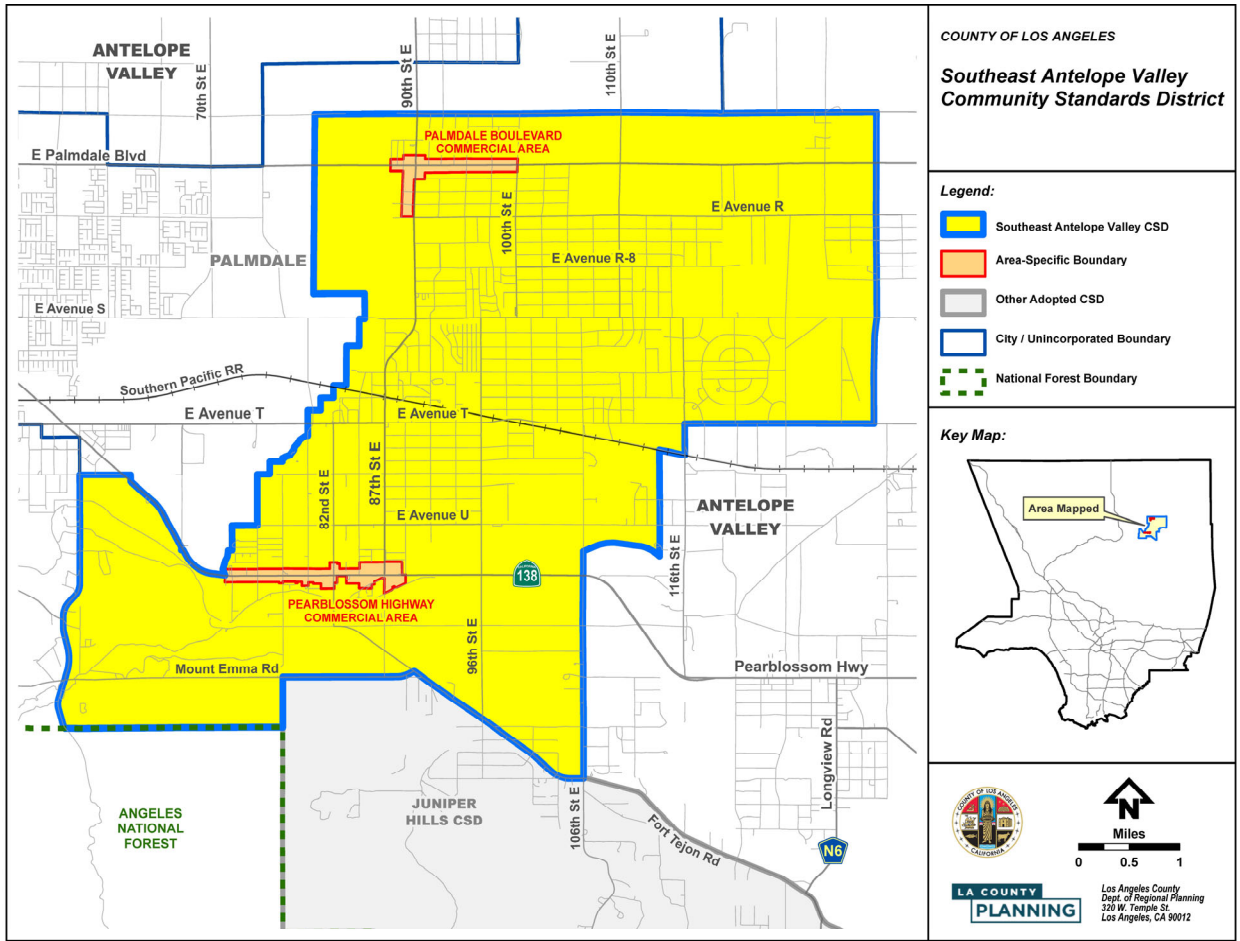 COUNTY OF LOS ANGELES
Southeast Antelope Valley
Community Standards District
Legend:
Southeast Antelope Valley CSD
Area-Specific Boundary
Other Adopted CSD
City / Unincorporated Boundary
National Forest Boundary
Key Map:
Area Mapped
COUNTY OF LOS ANGELES
CALIFORNIA
N
Miles
0 0.5 1
LA COUNTY
PLANNING
Los Angeles County
Dept. of Regional Planning
320 W. Temple St.
Los Angeles, CA 90012
ANTELOPE
VALLEY
70th St E
90th St E
110th St E
PALMDALE BOULEVARD
COMMERCIAL AREA
E Palmdale Blvd
100th St E
E Avenue R
PALMDALE
E Avenue R-8
E Avenue S
Southern Pacific RR
E Avenue T
E Avenue T
82nd St E
87th St E
ANTELOPE
VALLEY
E Avenue U
138
116th St E
PEARBLOSSOM HIGHWAY
COMMERCIAL AREA
96th St E
Mount Emma Rd
Pearblossom Hwy
Longview Rd
JUNIPER
HILLS CSD
106th St E
Fort Tejon Rd
N6
ANGELES
NATIONAL
FOREST